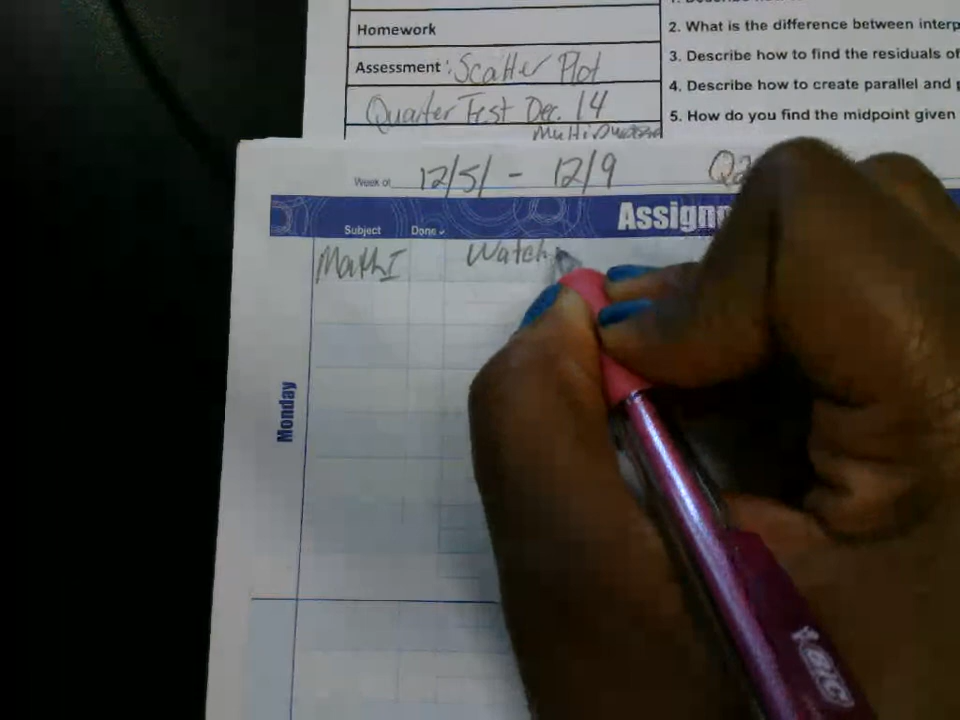 Homework
Assessment: Scatter Plot
Quarter Test Dec. 14
2. What is the difference between
3. Describe how to find the residuals of
4. Describe how to create parallel and
5. How do you find the midpoint given
Week of 12/5/ - 12/9 Q2
Subject Done
Math I Watch
Monday
BIC